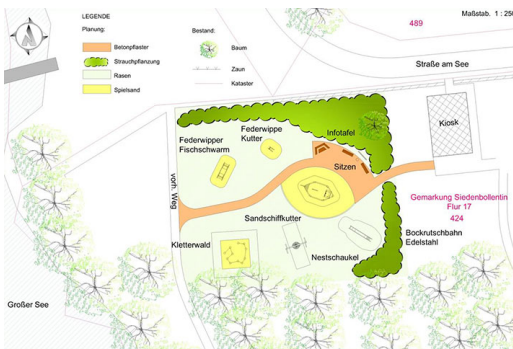 LEGENDE
Planung:
Betonpflaster
Strauchpflanzung
Rasen
Spielsand
Bestand:
Baum
Zaun
Kataster
489
Maßstab. 1 : 250
Straße am See
Kiosk
Federwipper
Fischschwarm
Federwippe
Kutter
Infotafel
Sitzen
vorh. Weg
Gemarkung Siedenbollentin
Flur 17
424
Sandschiffkutter
Bockrutschbahn
Edelstahl
Kletterwald
Nestschaukel
Großer See